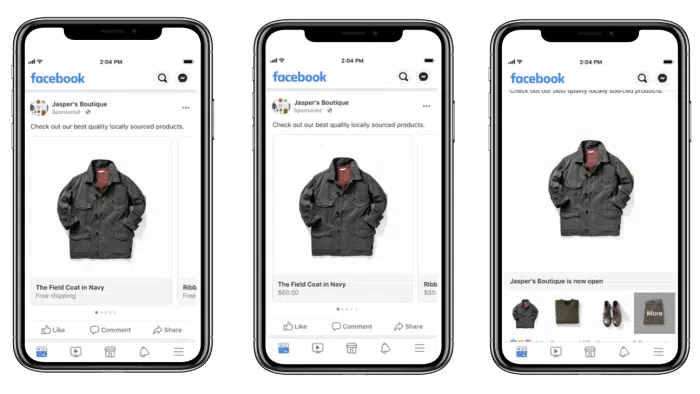 2:04 PM
facebook
Jasper's Boutique
Sponsored ·
Check out our best quality locally sourced products.
The Field Coat in Navy
Free shipping
Ribb
Free
Like
Comment
Share
2:04 PM
facebook
Jasper's Boutique
Sponsored ·
Check out our best quality locally sourced products.
The Field Coat in Navy
$60.00
Ribb
$80.
Like
Comment
Share
2:04 PM
facebook
Check out our best quality locally sourced products.
Jasper's Boutique is now open
More